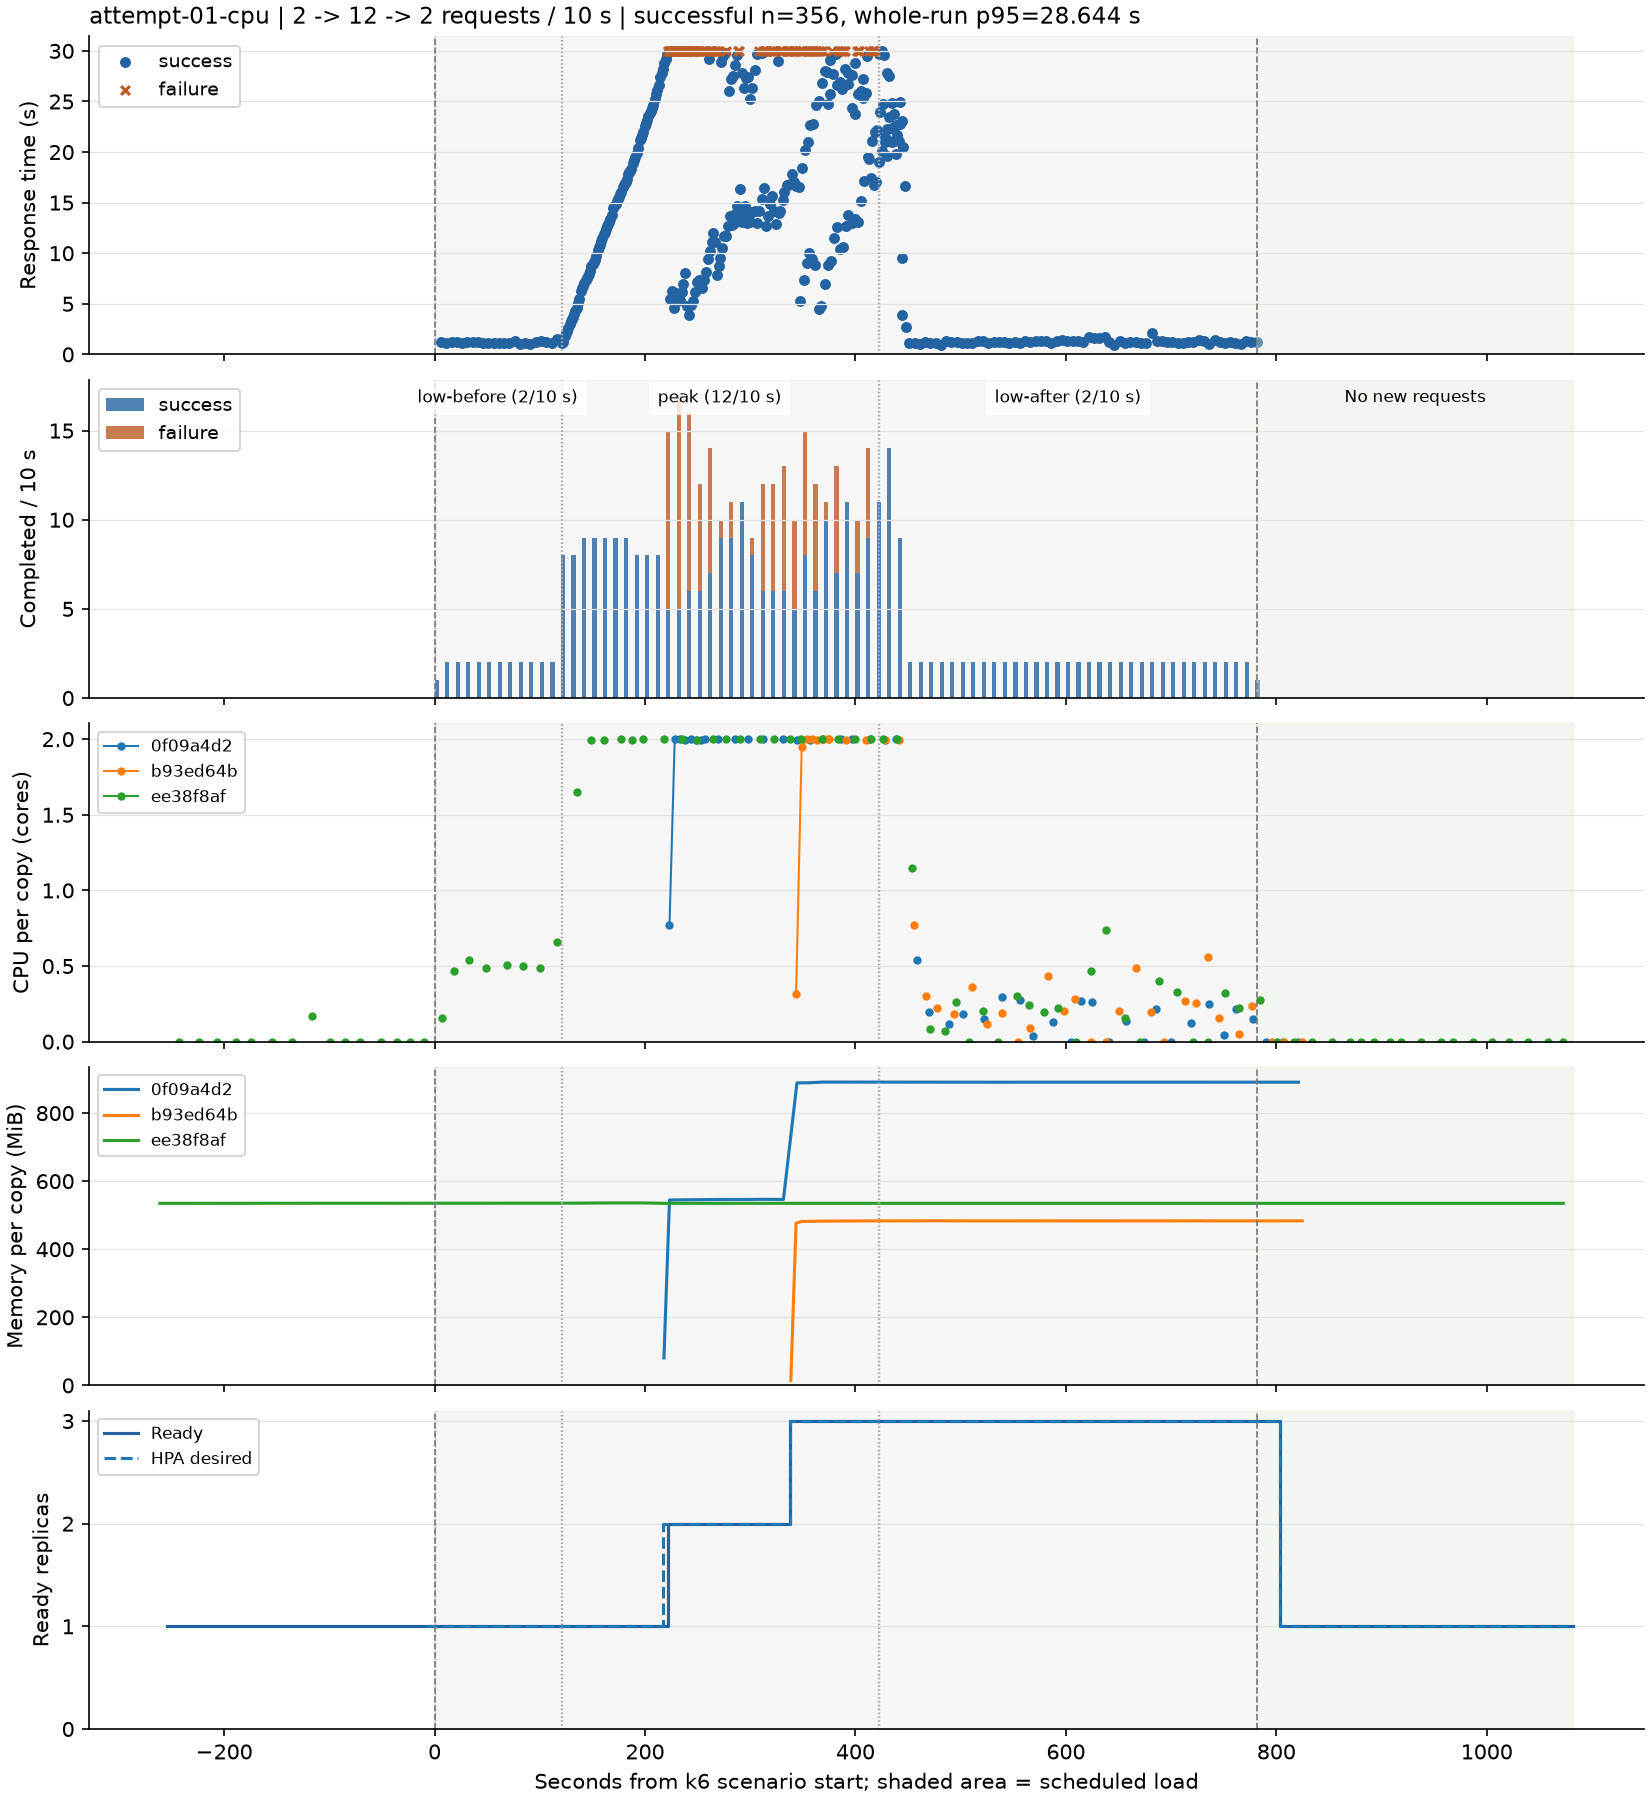 attempt-01-cpu | 2 -> 12 -> 2 requests / 10 s | successful n=356, whole-run p95=28.644 s
Response time (s)
30
25
20
15
10
5
0
success
failure
Completed / 10 s
15
10
5
0
success
failure
low-before (2/10 s)
peak (12/10 s)
low-after (2/10 s)
No new requests
CPU per copy (cores)
2.0
1.5
1.0
0.5
0.0
0f09a4d2
b93ed64b
ee38f8af
Memory per copy (MiB)
800
600
400
200
0
0f09a4d2
b93ed64b
ee38f8af
Ready replicas
3
2
1
0
Ready
HPA desired
−200
0
200
400
600
800
1000
Seconds from k6 scenario start; shaded area = scheduled load